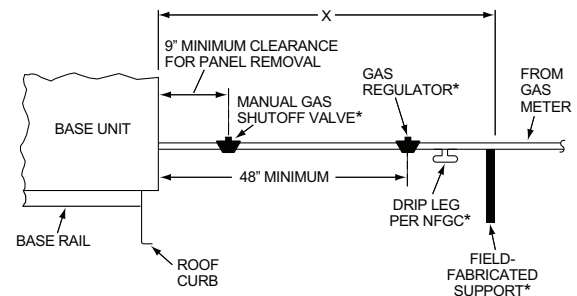 X
9” MINIMUM CLEARANCE
FOR PANEL REMOVAL
GAS
REGULATOR*
FROM
GAS
METER
MANUAL GAS
SHUTOFF VALVE*
BASE UNIT
48” MINIMUM
DRIP LEG
PER NFGC*
BASE RAIL
ROOF
CURB
FIELD-
FABRICATED
SUPPORT*